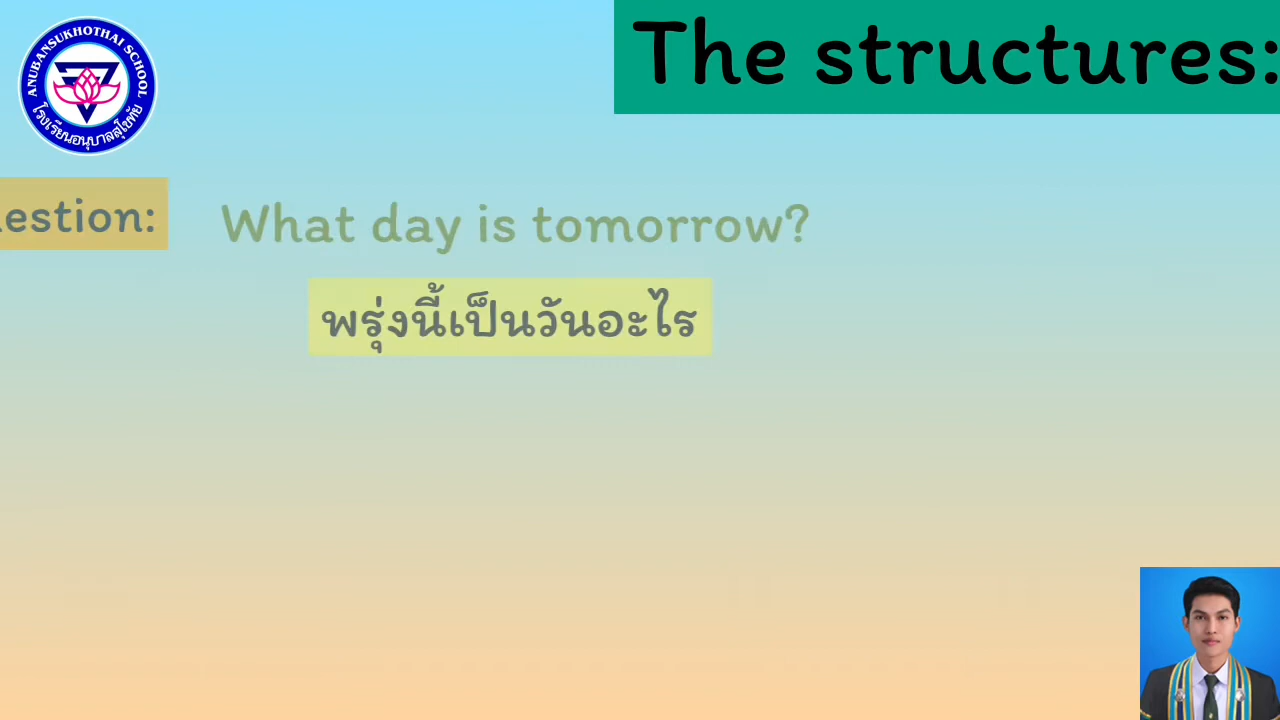 ANUBANSUKHOTHAI SCHOOL
โรงเรียนอนุบาลสุโขทัย
The structures:
estion:
What day is tomorrow?
พรุ่งนี้เป็นวันอะไร